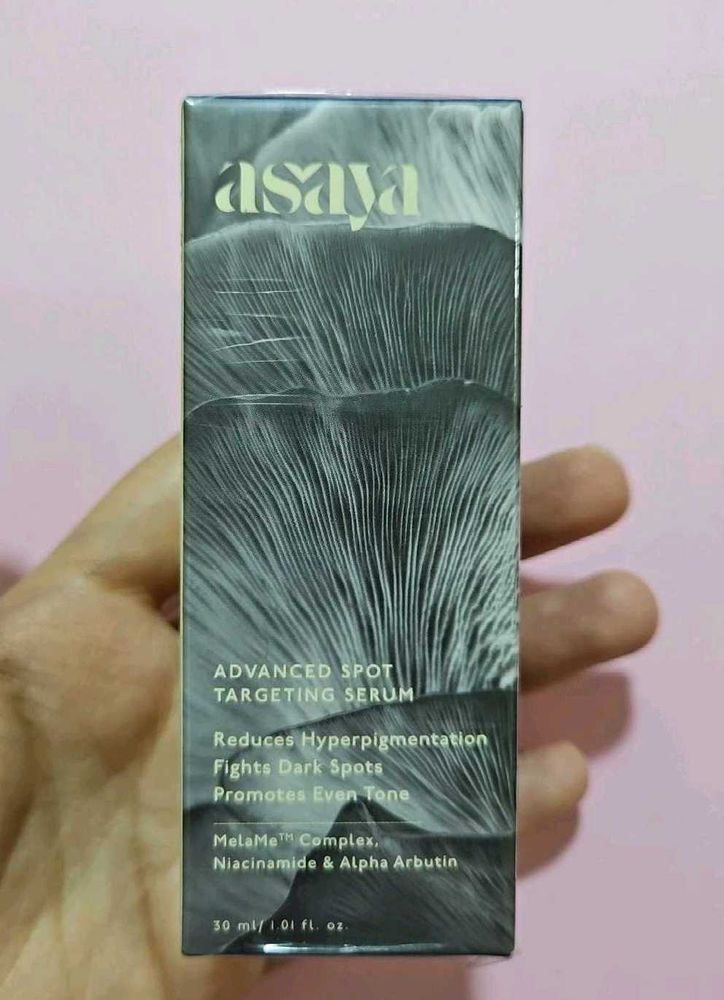 asaya
ADVANCED SPOT
TARGETING SERUM
Reduces Hyperpigmentation
Fights Dark Spots
Promotes Even Tone
MelaMe™ Complex,
Niacinamide & Alpha Arbutin
30 ml/ 1.01 fl. oz.